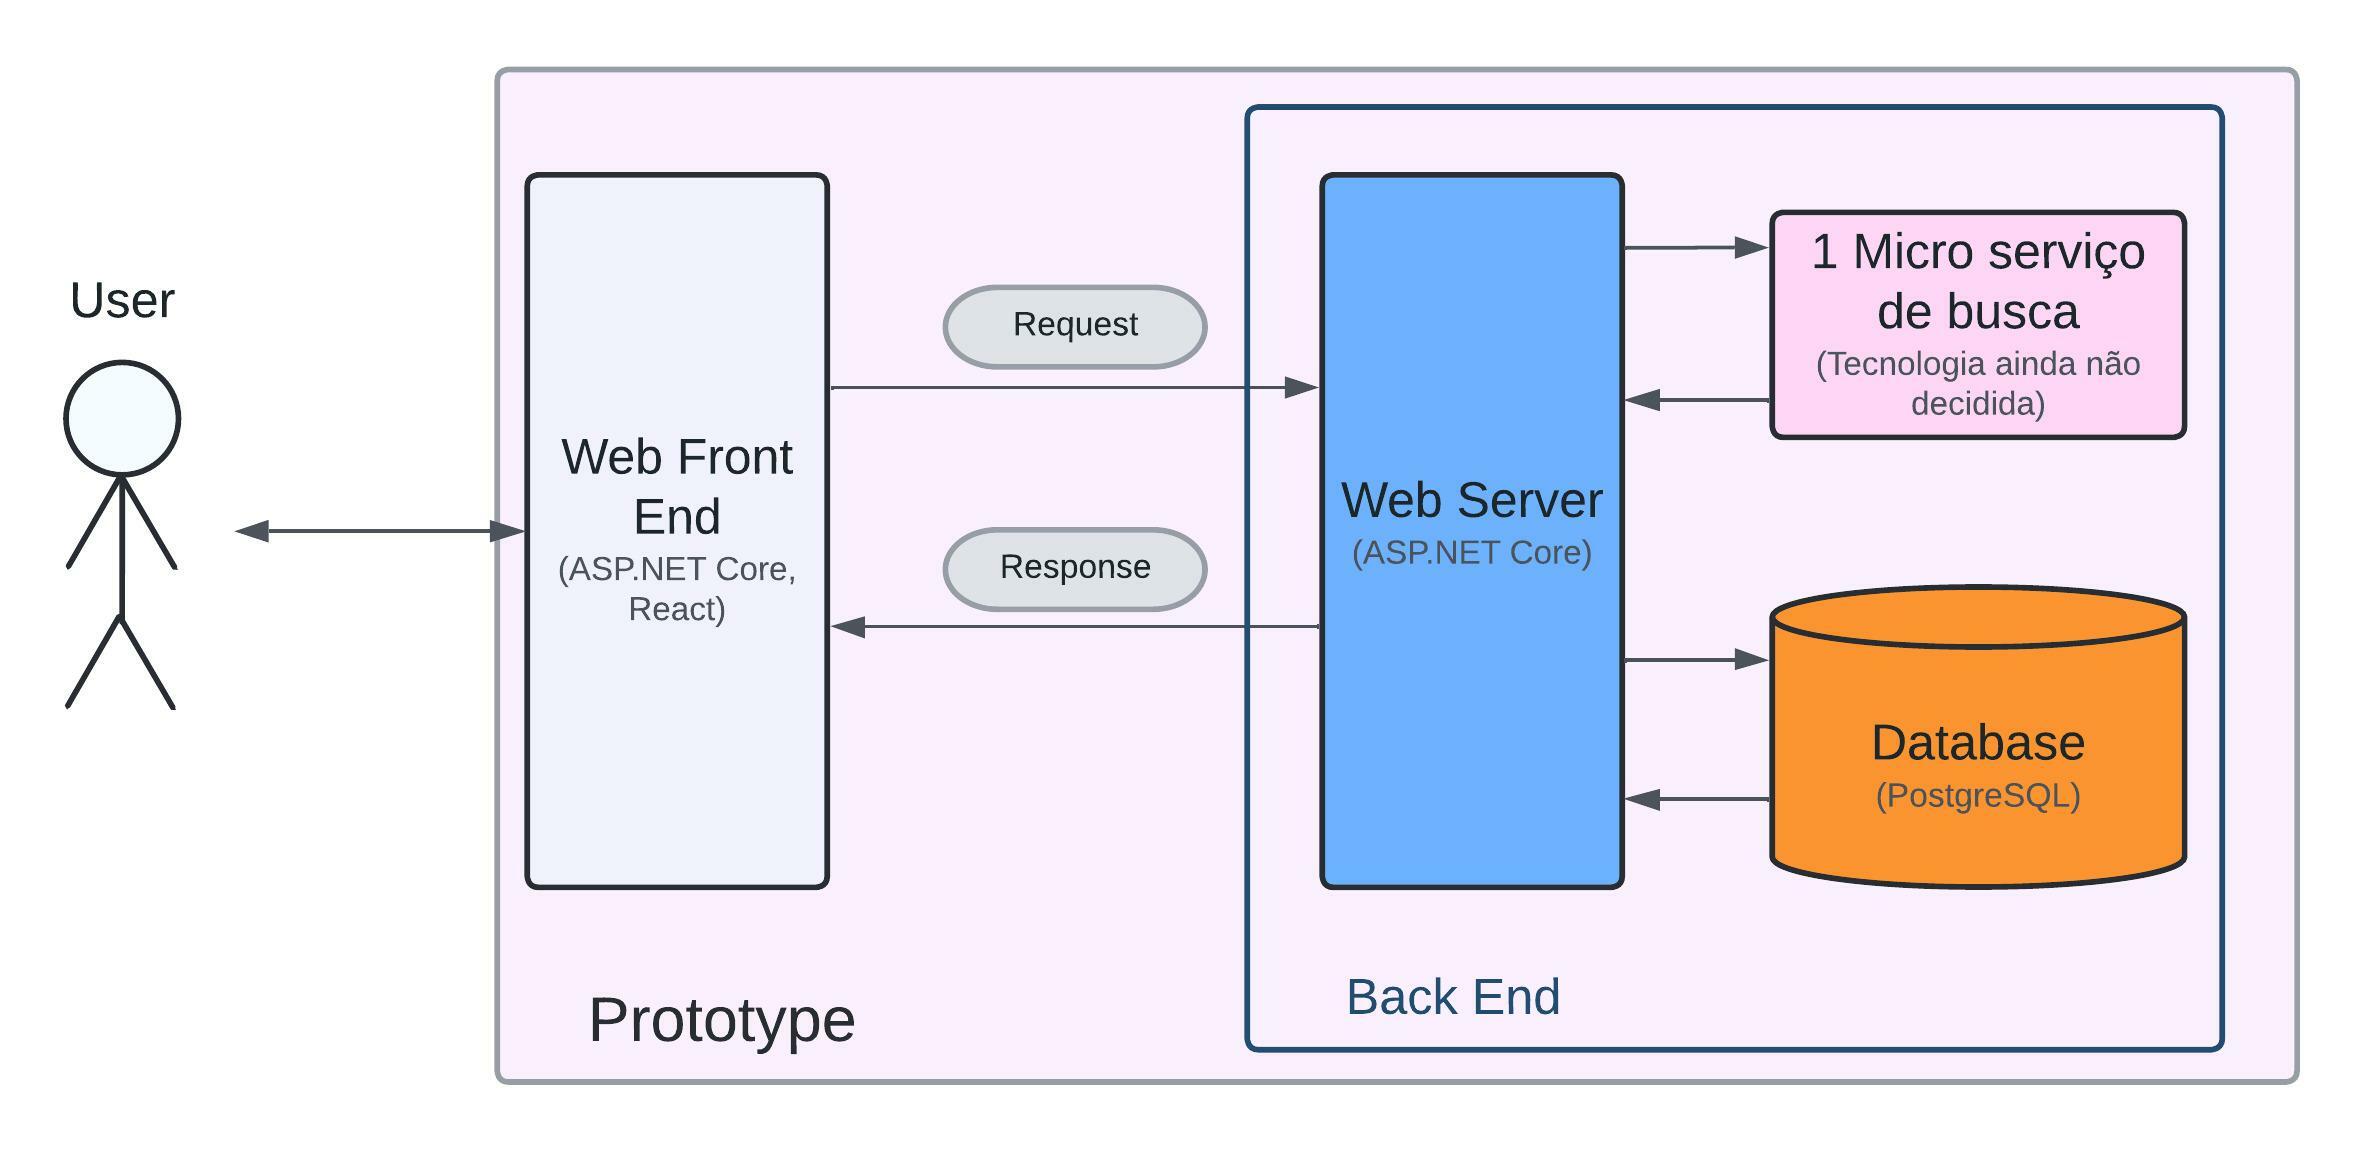 User
Web Front
End
(ASP.NET Core,
React)
Request
Response
Web Server
(ASP.NET Core)
1 Micro serviço
de busca
(Tecnologia ainda não
decidida)
Database
(PostgreSQL)
Back End
Prototype